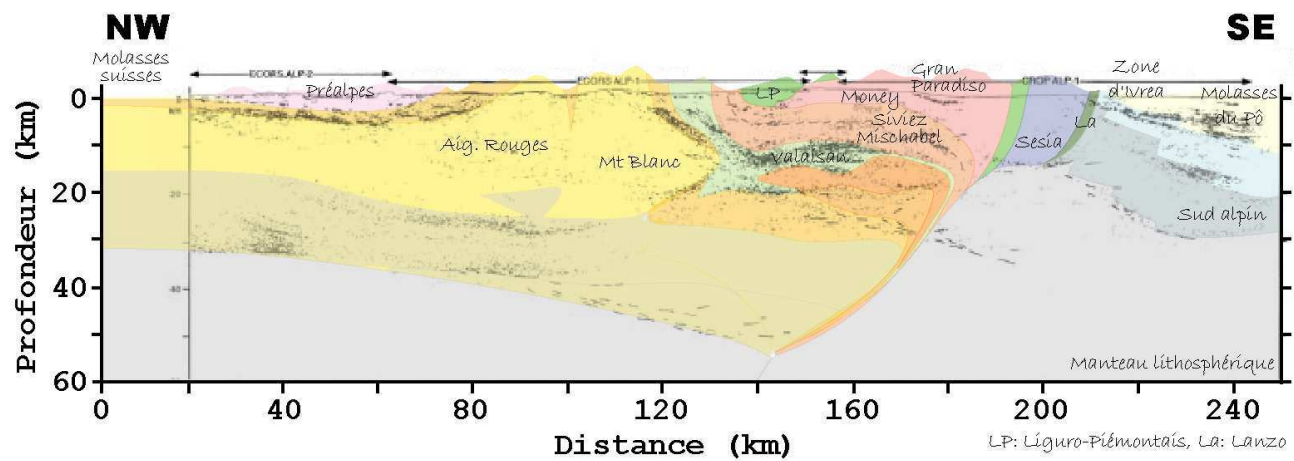 NW
SE
Molasses
suisses
ECORS ALP-2
ECORS ALP-1
CROP ALP-1
Préalpes
LP
Gran
Paradiso
Money
Zone
d'Ivrea
Molasses
du Pô
Siviez
Mischabel
La
Aig. Rouges
Mt Blanc
Valaisan
Sesia
Sud alpin
Manteau lithosphérique
Profondeur (km)
0
20
40
60
20
40
0
40
80
120
160
200
240
Distance (km)
LP: Liguro-Piémontais, La: Lanzo